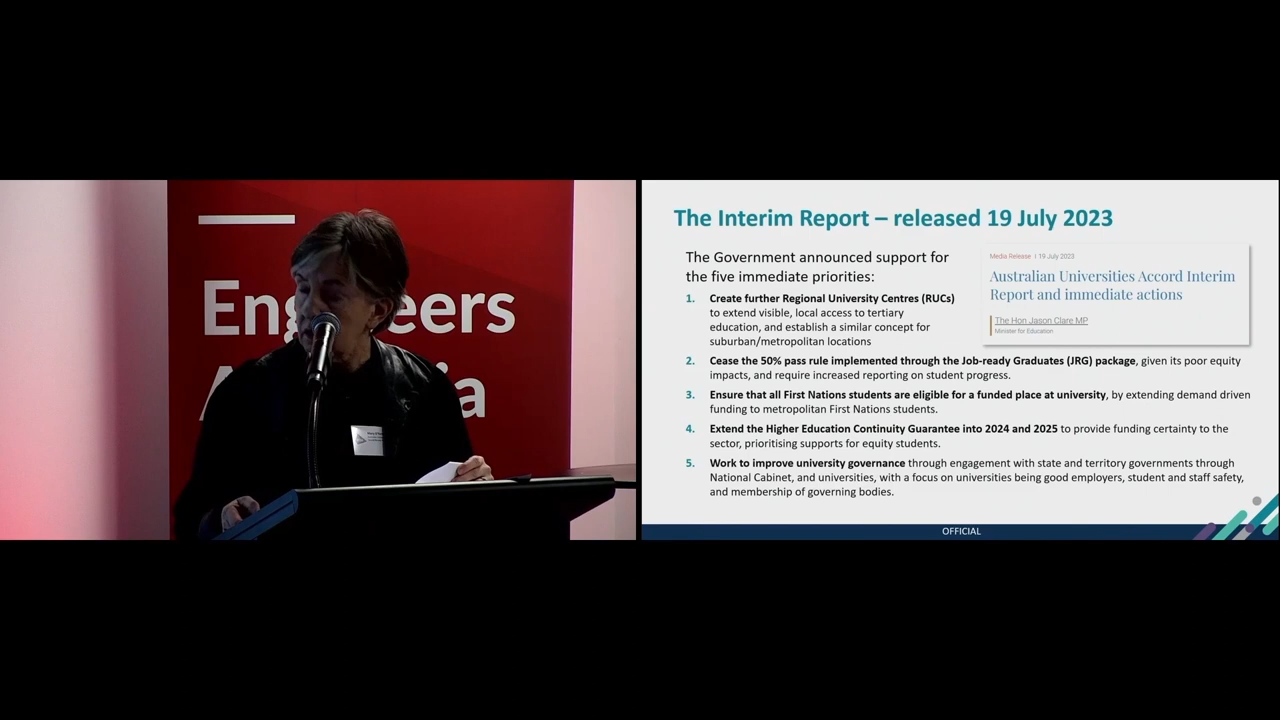 Eng eers
A ia
The Interim Report – released 19 July 2023
The Government announced support for
the five immediate priorities:
1. Create further Regional University Centres (RUCs)
to extend visible, local access to tertiary
education, and establish a similar concept for
suburban/metropolitan locations
Media Release | 19 July 2023
Australian Universities Accord Interim
Report and immediate actions
The Hon Jason Clare MP
Minister for Education
2. Cease the 50% pass rule implemented through the Job-ready Graduates (JRG) package, given its poor equity
impacts, and require increased reporting on student progress.
3. Ensure that all First Nations students are eligible for a funded place at university, by extending demand driven
funding to metropolitan First Nations students.
4. Extend the Higher Education Continuity Guarantee into 2024 and 2025 to provide funding certainty to the
sector, prioritising supports for equity students.
5. Work to improve university governance through engagement with state and territory governments through
National Cabinet, and universities, with a focus on universities being good employers, student and staff safety,
and membership of governing bodies.
OFFICIAL